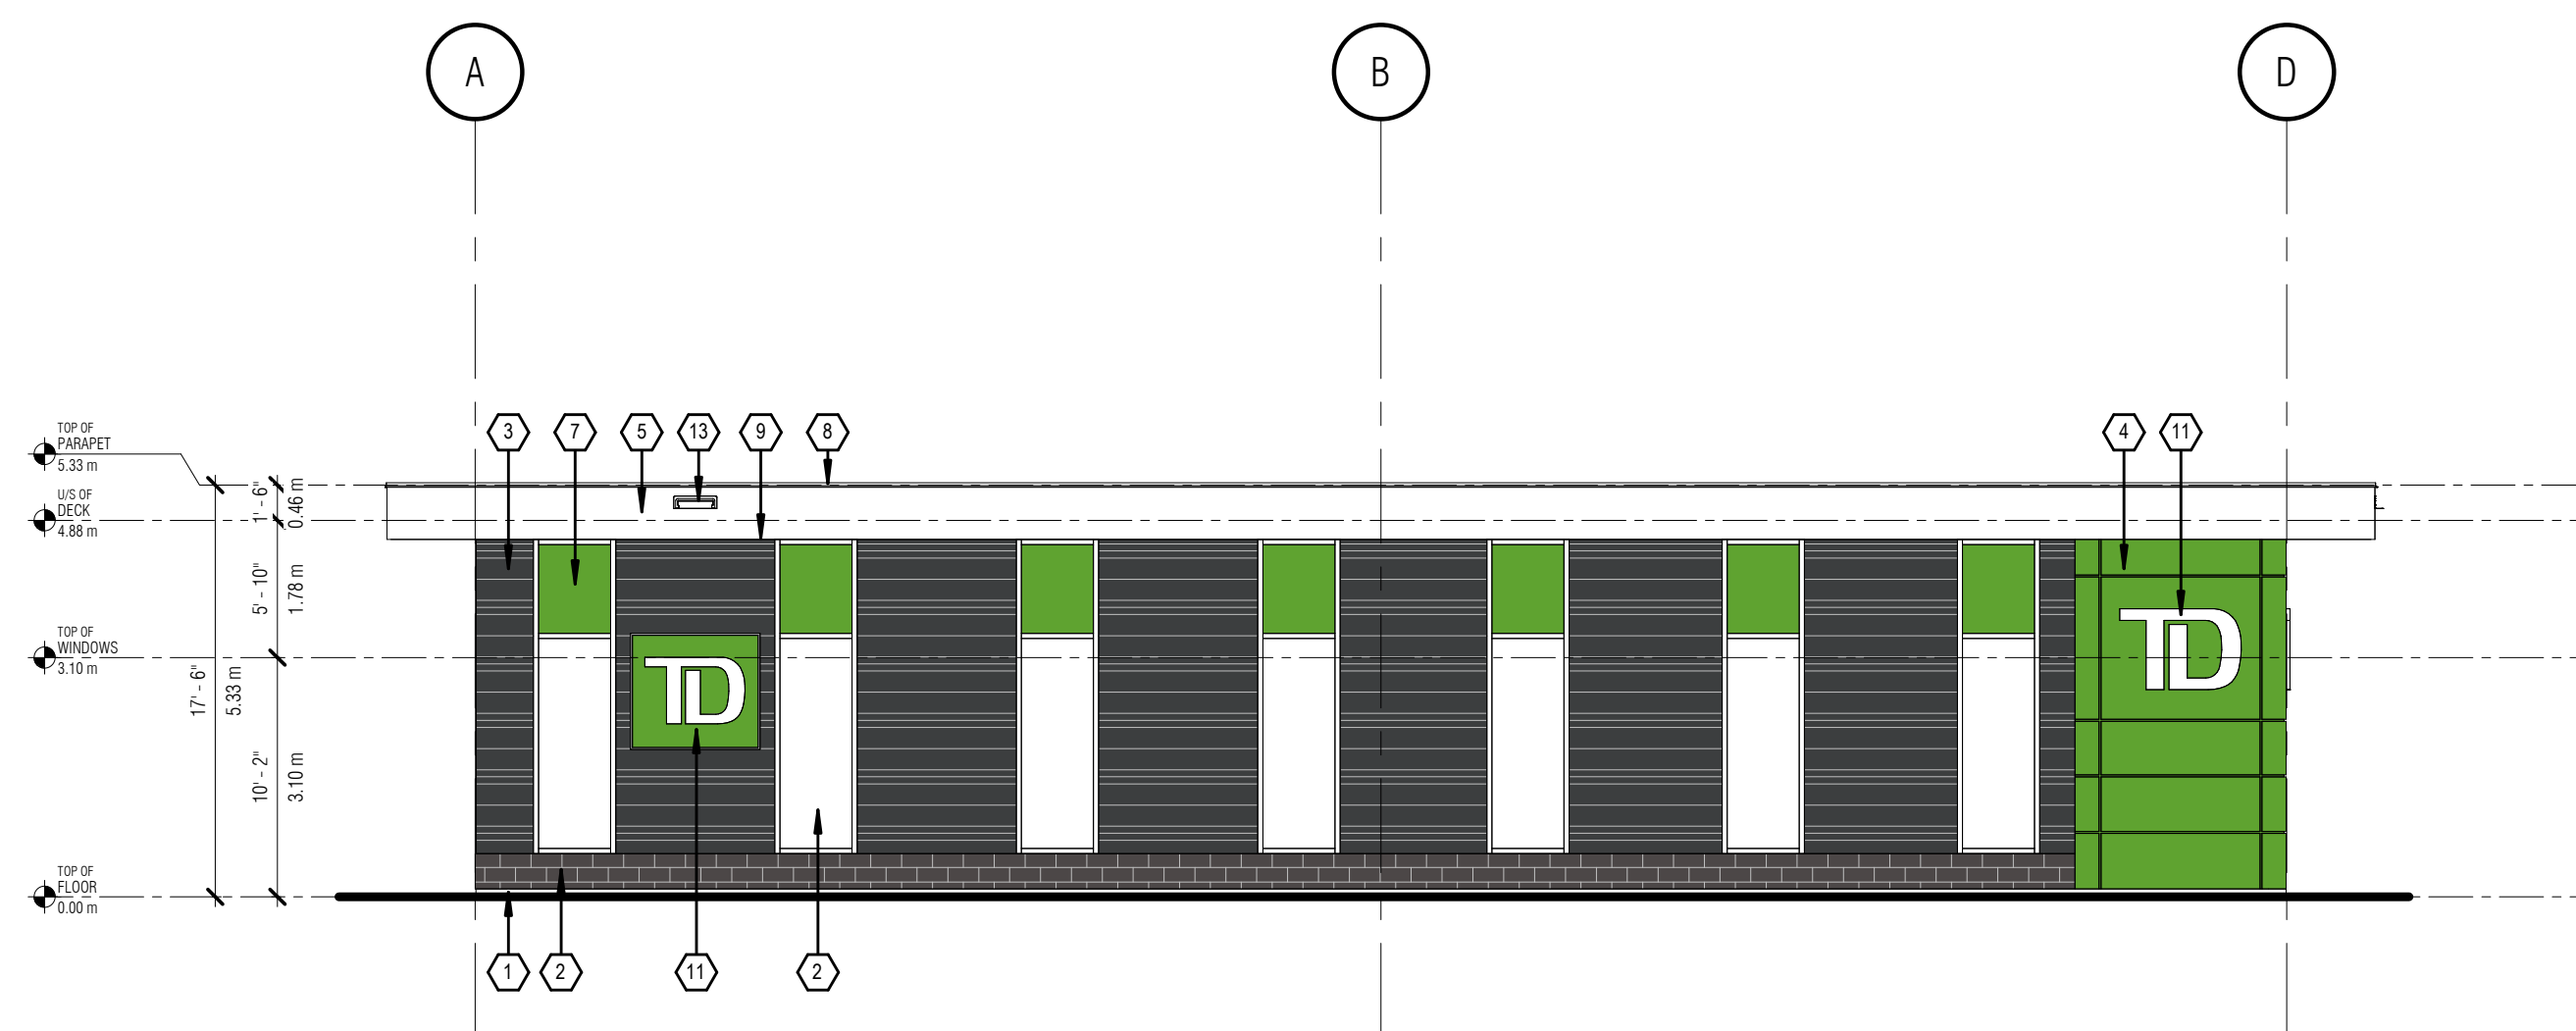 A
B
D
3
7
5
13
9
8
4
11
TOP OF
PARAPET
5.33 m
U/S OF
DECK
4.88 m
TOP OF
WINDOWS
3.10 m
TOP OF
FLOOR
0.00 m
17' - 6"
5.33 m
1' - 6"
0.46 m
5' - 10"
1.78 m
10' - 2"
3.10 m
TD
TD
1
2
11
2